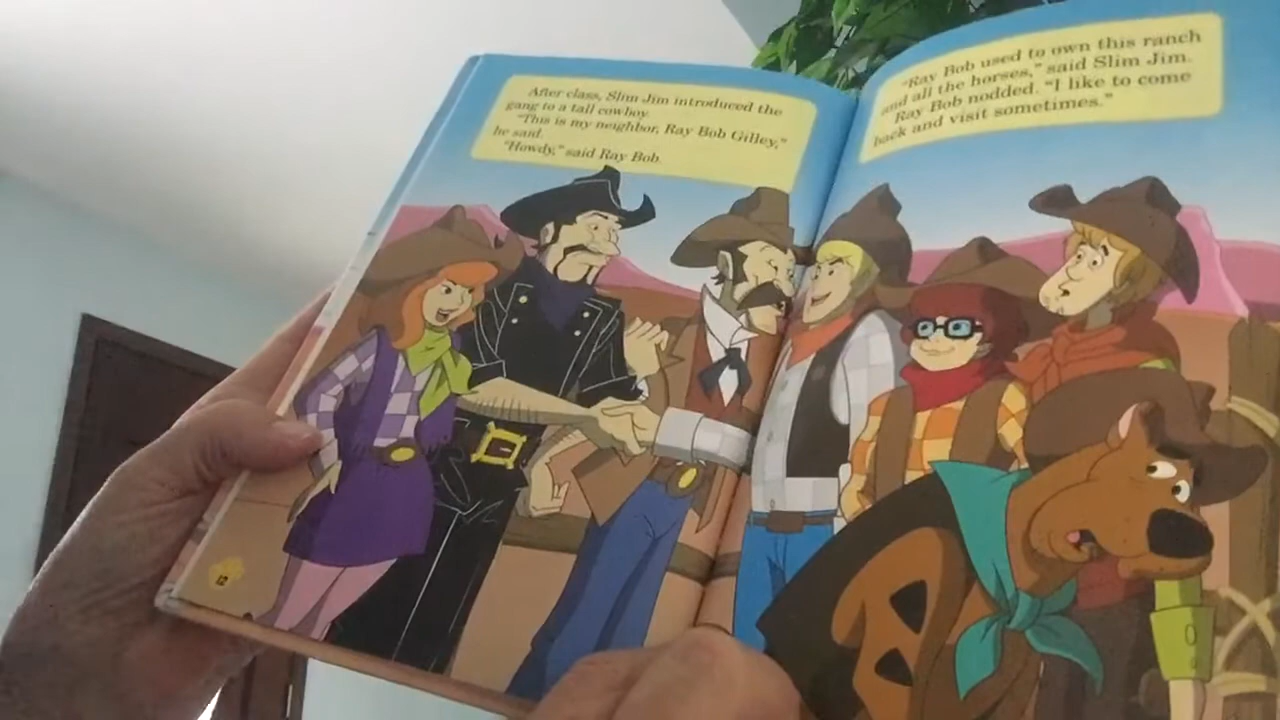 After class, Slim Jim introduced the
gang to a tall cowboy.
"This is my neighbor, Ray Bob Gilley,"
he said.
"Howdy," said Ray Bob.
12
"Ray Bob used to own this ranch
and all the horses," said Slim Jim.
Ray Bob nodded. "I like to come
back and visit sometimes."